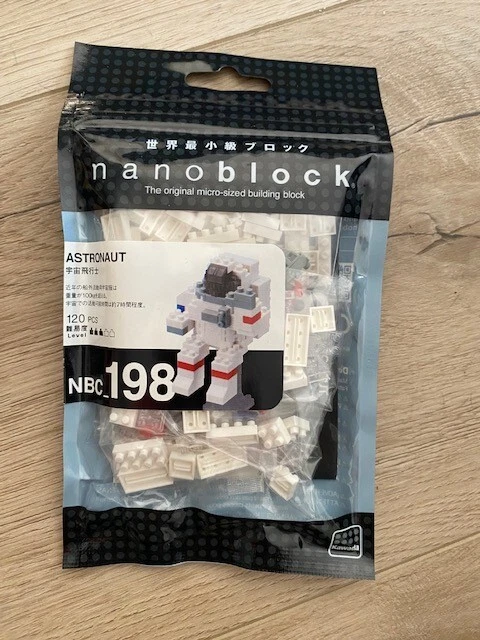 世界最小級ブロック
nanoblock
The original micro-sized building block
ASTRONAUT
宇宙飛行士
120 PCS
難易度
Level
NBC_198
Kawada